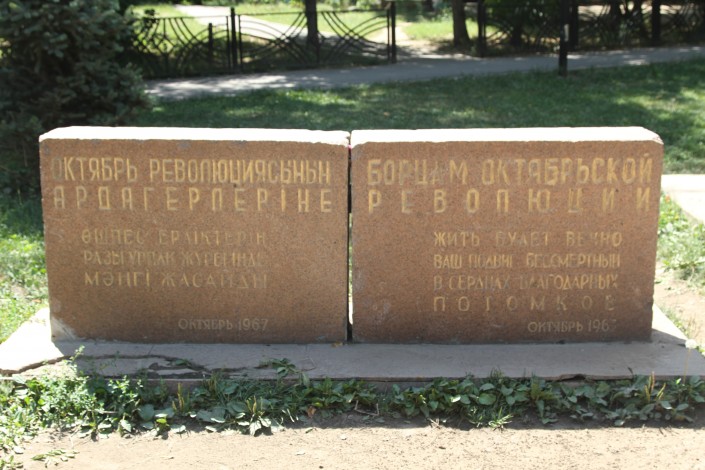 ОКТЯБРЬ РЕВОЛЮЦИЯСЫНЫҢ
АРДАГЕРЛЕРІНЕ
ӨШПЕС ЕРЛІКТЕРІҢ
РАЗЫ ҰРПАҚ ЖҮРЕГІНДЕ
МӘҢГІ ЖАСАЙДЫ
ОКТЯБРЬ 1967
БОРЦАМ ОКТЯБРЬСКОЙ
РЕВОЛЮЦИИ
ЖИТЬ БУДЕТ ВЕЧНО
ВАШ ПОДВИГ БЕССМЕРТНЫЙ
В СЕРДЦАХ БЛАГОДАРНЫХ
ПОТОМКОВ
ОКТЯБРЬ 1967